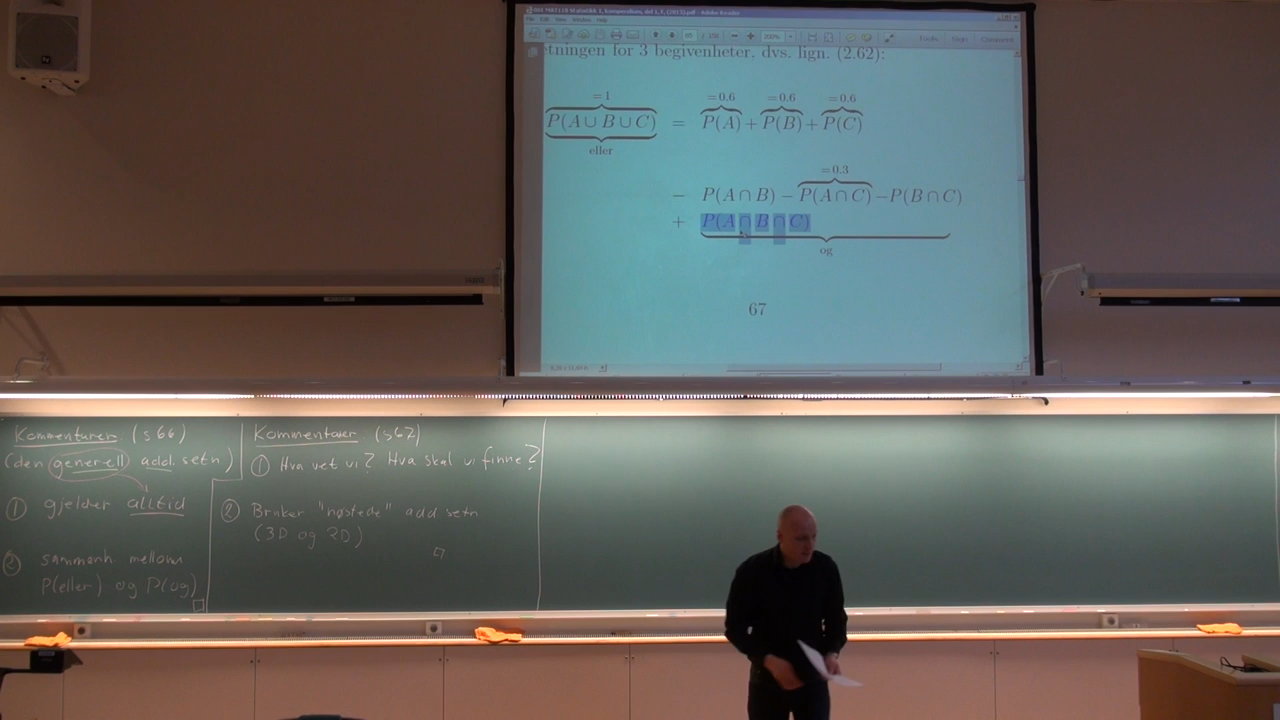 etningen for 3 begivenheter, dvs. lign. (2.62):
=1 =0.6 =0.6 =0.6
P(A∪B∪C) = P(A)+P(B)+P(C)
eller
=0.3
− P(A∩B) − P(A∩C) −P(B∩C)
+ P(A∩B∩C)
og
67
Kommentarer (s66)
(den generell add. setn)
① gjelder alltid
② sammenh mellom
P(eller) og P(og)
Kommentarer (s67)
① Hva vet vi? Hva skal vi finne?
② Bruker "nøstede" add setn
(3D og 2D)